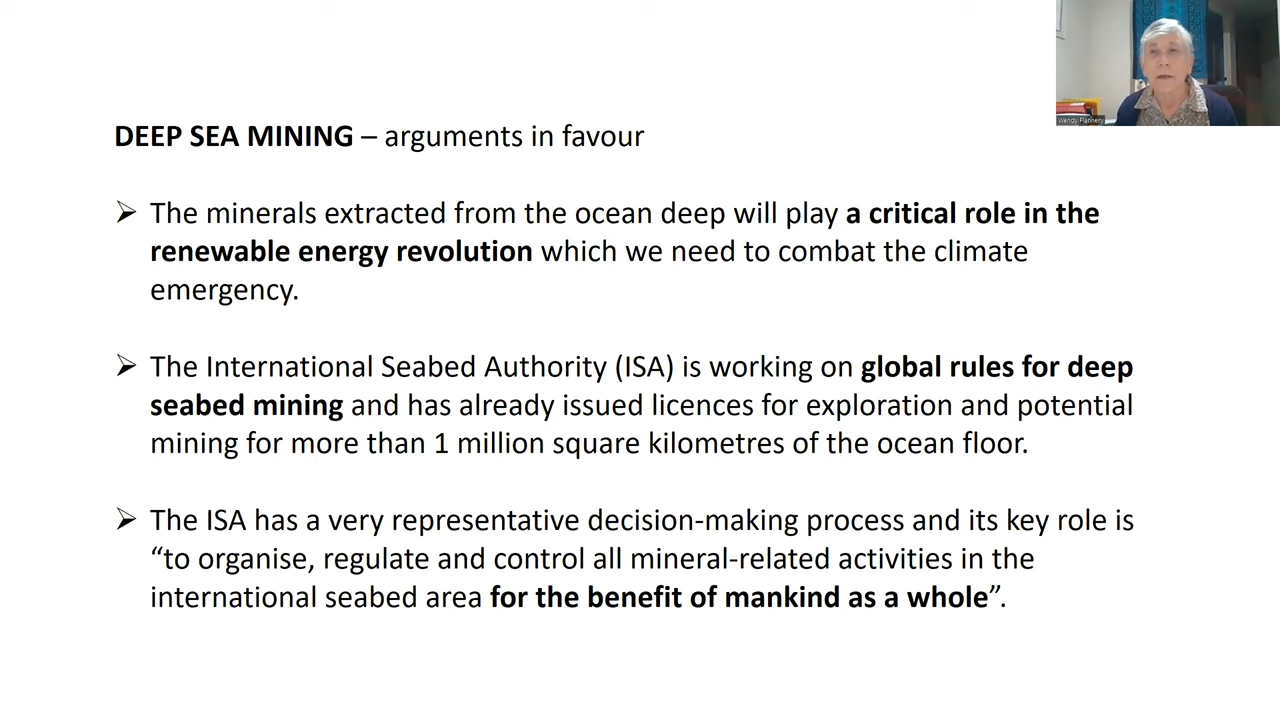 DEEP SEA MINING – arguments in favour
➢ The minerals extracted from the ocean deep will play a critical role in the
renewable energy revolution which we need to combat the climate
emergency.
➢ The International Seabed Authority (ISA) is working on global rules for deep
seabed mining and has already issued licences for exploration and potential
mining for more than 1 million square kilometres of the ocean floor.
➢ The ISA has a very representative decision-making process and its key role is
“to organise, regulate and control all mineral-related activities in the
international seabed area for the benefit of mankind as a whole”.
Wendy Flannery